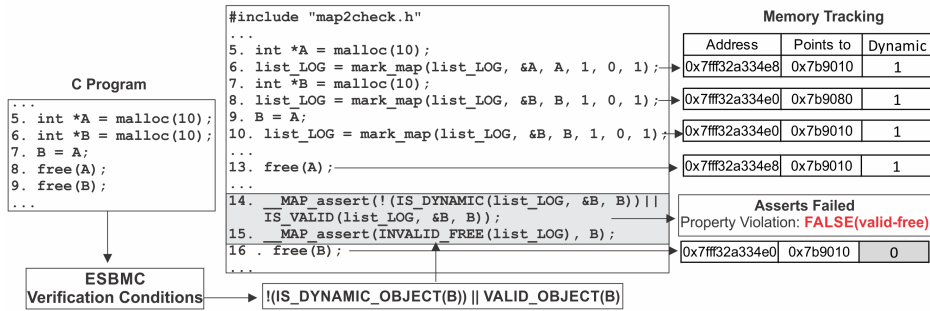 C Program
...
5. int *A = malloc(10);
6. int *B = malloc(10);
7. B = A;
8. free(A);
9. free(B);
...
ESBMC
Verification Conditions
!(IS_DYNAMIC_OBJECT(B)) || VALID_OBJECT(B)
#include "map2check.h"
...
5. int *A = malloc(10);
6. list_LOG = mark_map(list_LOG, &A, A, 1, 0, 1);
7. int *B = malloc(10);
8. list_LOG = mark_map(list_LOG, &B, B, 1, 0, 1);
9. B = A;
10. list_LOG = mark_map(list_LOG, &B, B, 1, 0, 1);
...
13. free(A);
...
14. __MAP_assert(!(IS_DYNAMIC(list_LOG, &B, B))||
IS_VALID(list_LOG, &B, B));
15. __MAP_assert(INVALID_FREE(list_LOG), B);
16 . free(B);
...
Memory Tracking
Address Points to Dynamic
0x7fff32a334e8 0x7b9010 1
0x7fff32a334e0 0x7b9080 1
0x7fff32a334e0 0x7b9010 1
0x7fff32a334e8 0x7b9010 1
Asserts Failed
Property Violation: FALSE(valid-free)
0x7fff32a334e0 0x7b9010 0